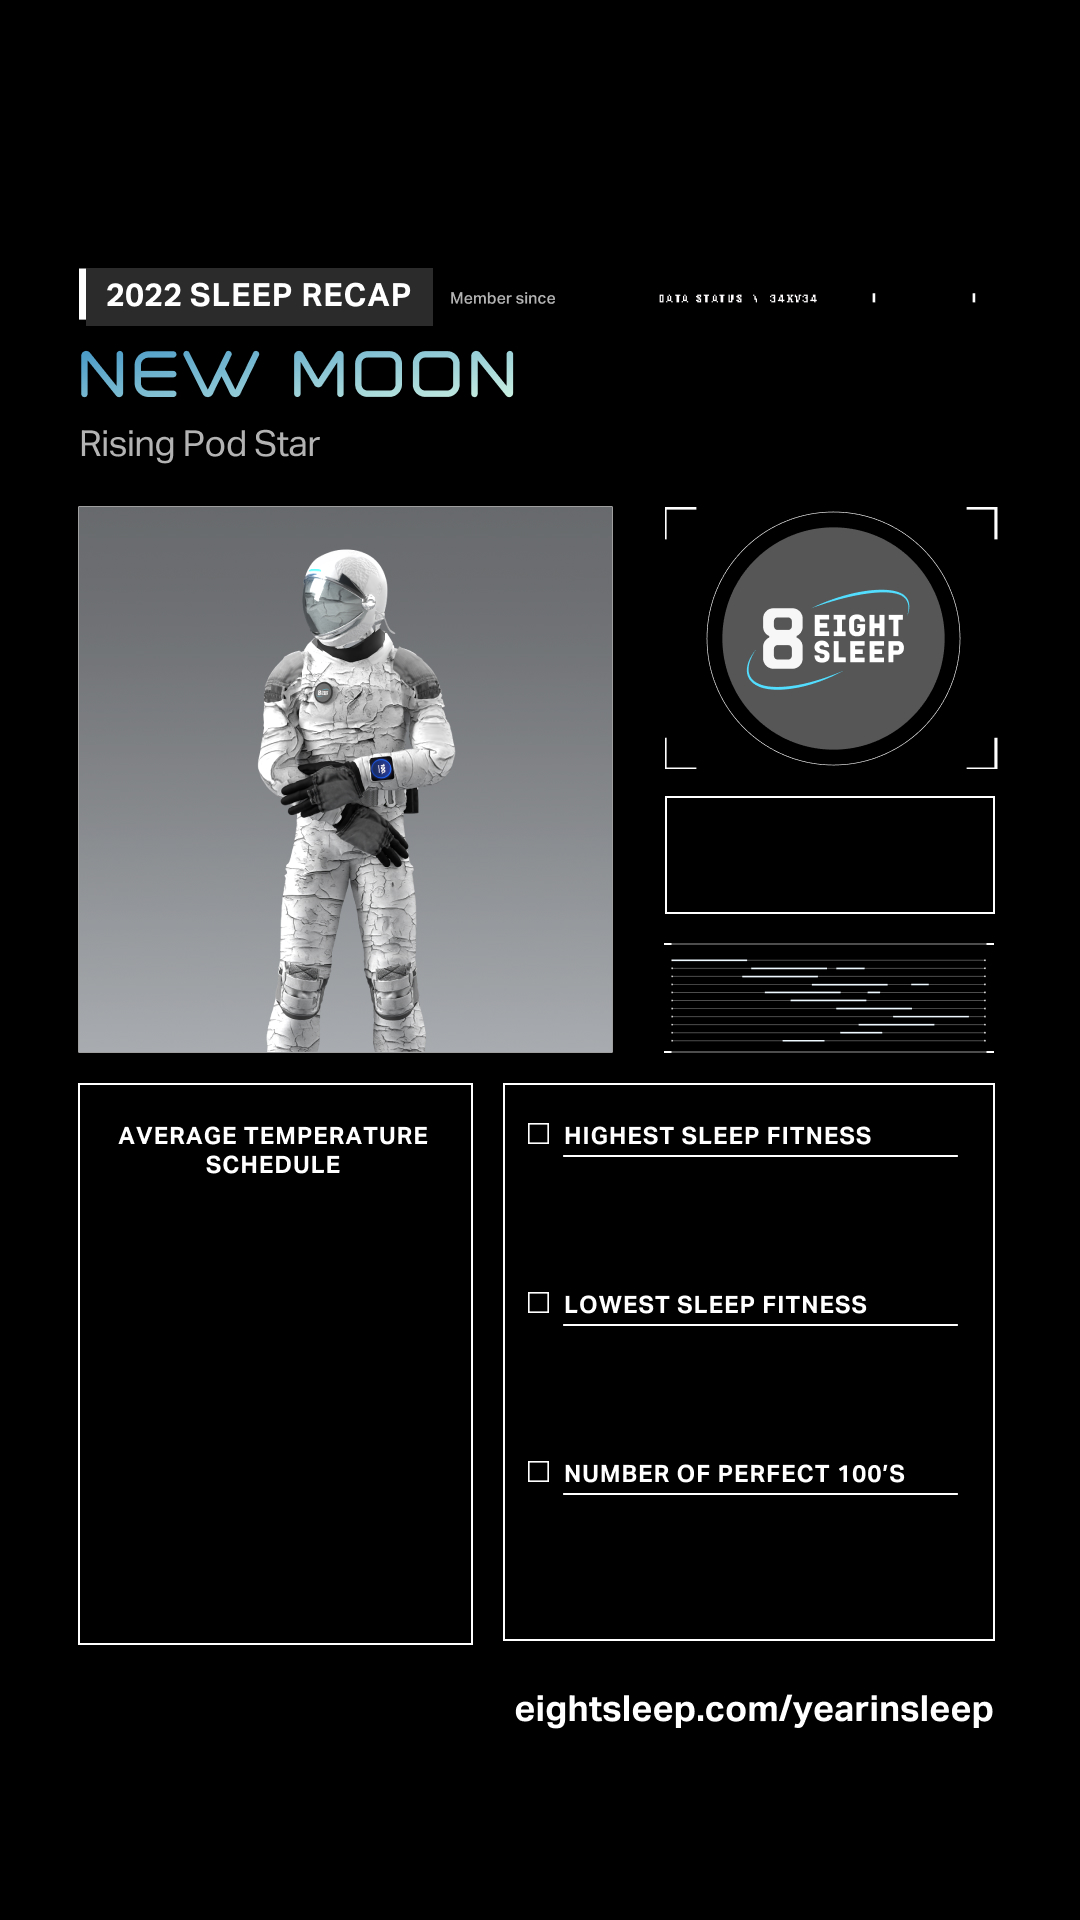 2022 SLEEP RECAP
Member since
DATA STATUS \ 34XV34
NEW MOON
Rising Pod Star
8 EIGHT
SLEEP
AVERAGE TEMPERATURE
SCHEDULE
HIGHEST SLEEP FITNESS
LOWEST SLEEP FITNESS
NUMBER OF PERFECT 100'S
eightsleep.com/yearinsleep